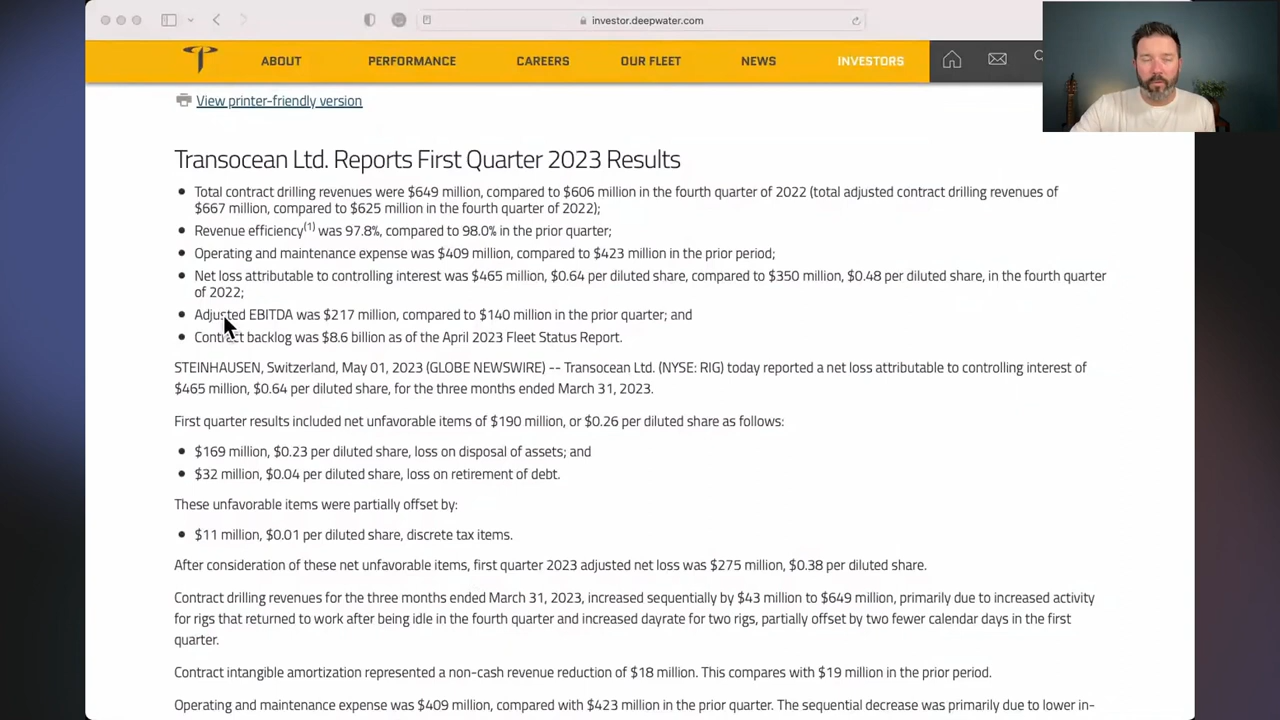 investor.deepwater.com
ABOUT
PERFORMANCE
CAREERS
OUR FLEET
NEWS
INVESTORS
View printer-friendly version
Transocean Ltd. Reports First Quarter 2023 Results
Total contract drilling revenues were $649 million, compared to $606 million in the fourth quarter of 2022 (total adjusted contract drilling revenues of
$667 million, compared to $625 million in the fourth quarter of 2022);
Revenue efficiency(1) was 97.8%, compared to 98.0% in the prior quarter;
Operating and maintenance expense was $409 million, compared to $423 million in the prior period;
Net loss attributable to controlling interest was $465 million, $0.64 per diluted share, compared to $350 million, $0.48 per diluted share, in the fourth quarter
of 2022;
Adjusted EBITDA was $217 million, compared to $140 million in the prior quarter; and
Contract backlog was $8.6 billion as of the April 2023 Fleet Status Report.
STEINHAUSEN, Switzerland, May 01, 2023 (GLOBE NEWSWIRE) -- Transocean Ltd. (NYSE: RIG) today reported a net loss attributable to controlling interest of
$465 million, $0.64 per diluted share, for the three months ended March 31, 2023.
First quarter results included net unfavorable items of $190 million, or $0.26 per diluted share as follows:
$169 million, $0.23 per diluted share, loss on disposal of assets; and
$32 million, $0.04 per diluted share, loss on retirement of debt.
These unfavorable items were partially offset by:
$11 million, $0.01 per diluted share, discrete tax items.
After consideration of these net unfavorable items, first quarter 2023 adjusted net loss was $275 million, $0.38 per diluted share.
Contract drilling revenues for the three months ended March 31, 2023, increased sequentially by $43 million to $649 million, primarily due to increased activity
for rigs that returned to work after being idle in the fourth quarter and increased dayrate for two rigs, partially offset by two fewer calendar days in the first
quarter.
Contract intangible amortization represented a non-cash revenue reduction of $18 million. This compares with $19 million in the prior period.
Operating and maintenance expense was $409 million, compared with $423 million in the prior quarter. The sequential decrease was primarily due to lower in-